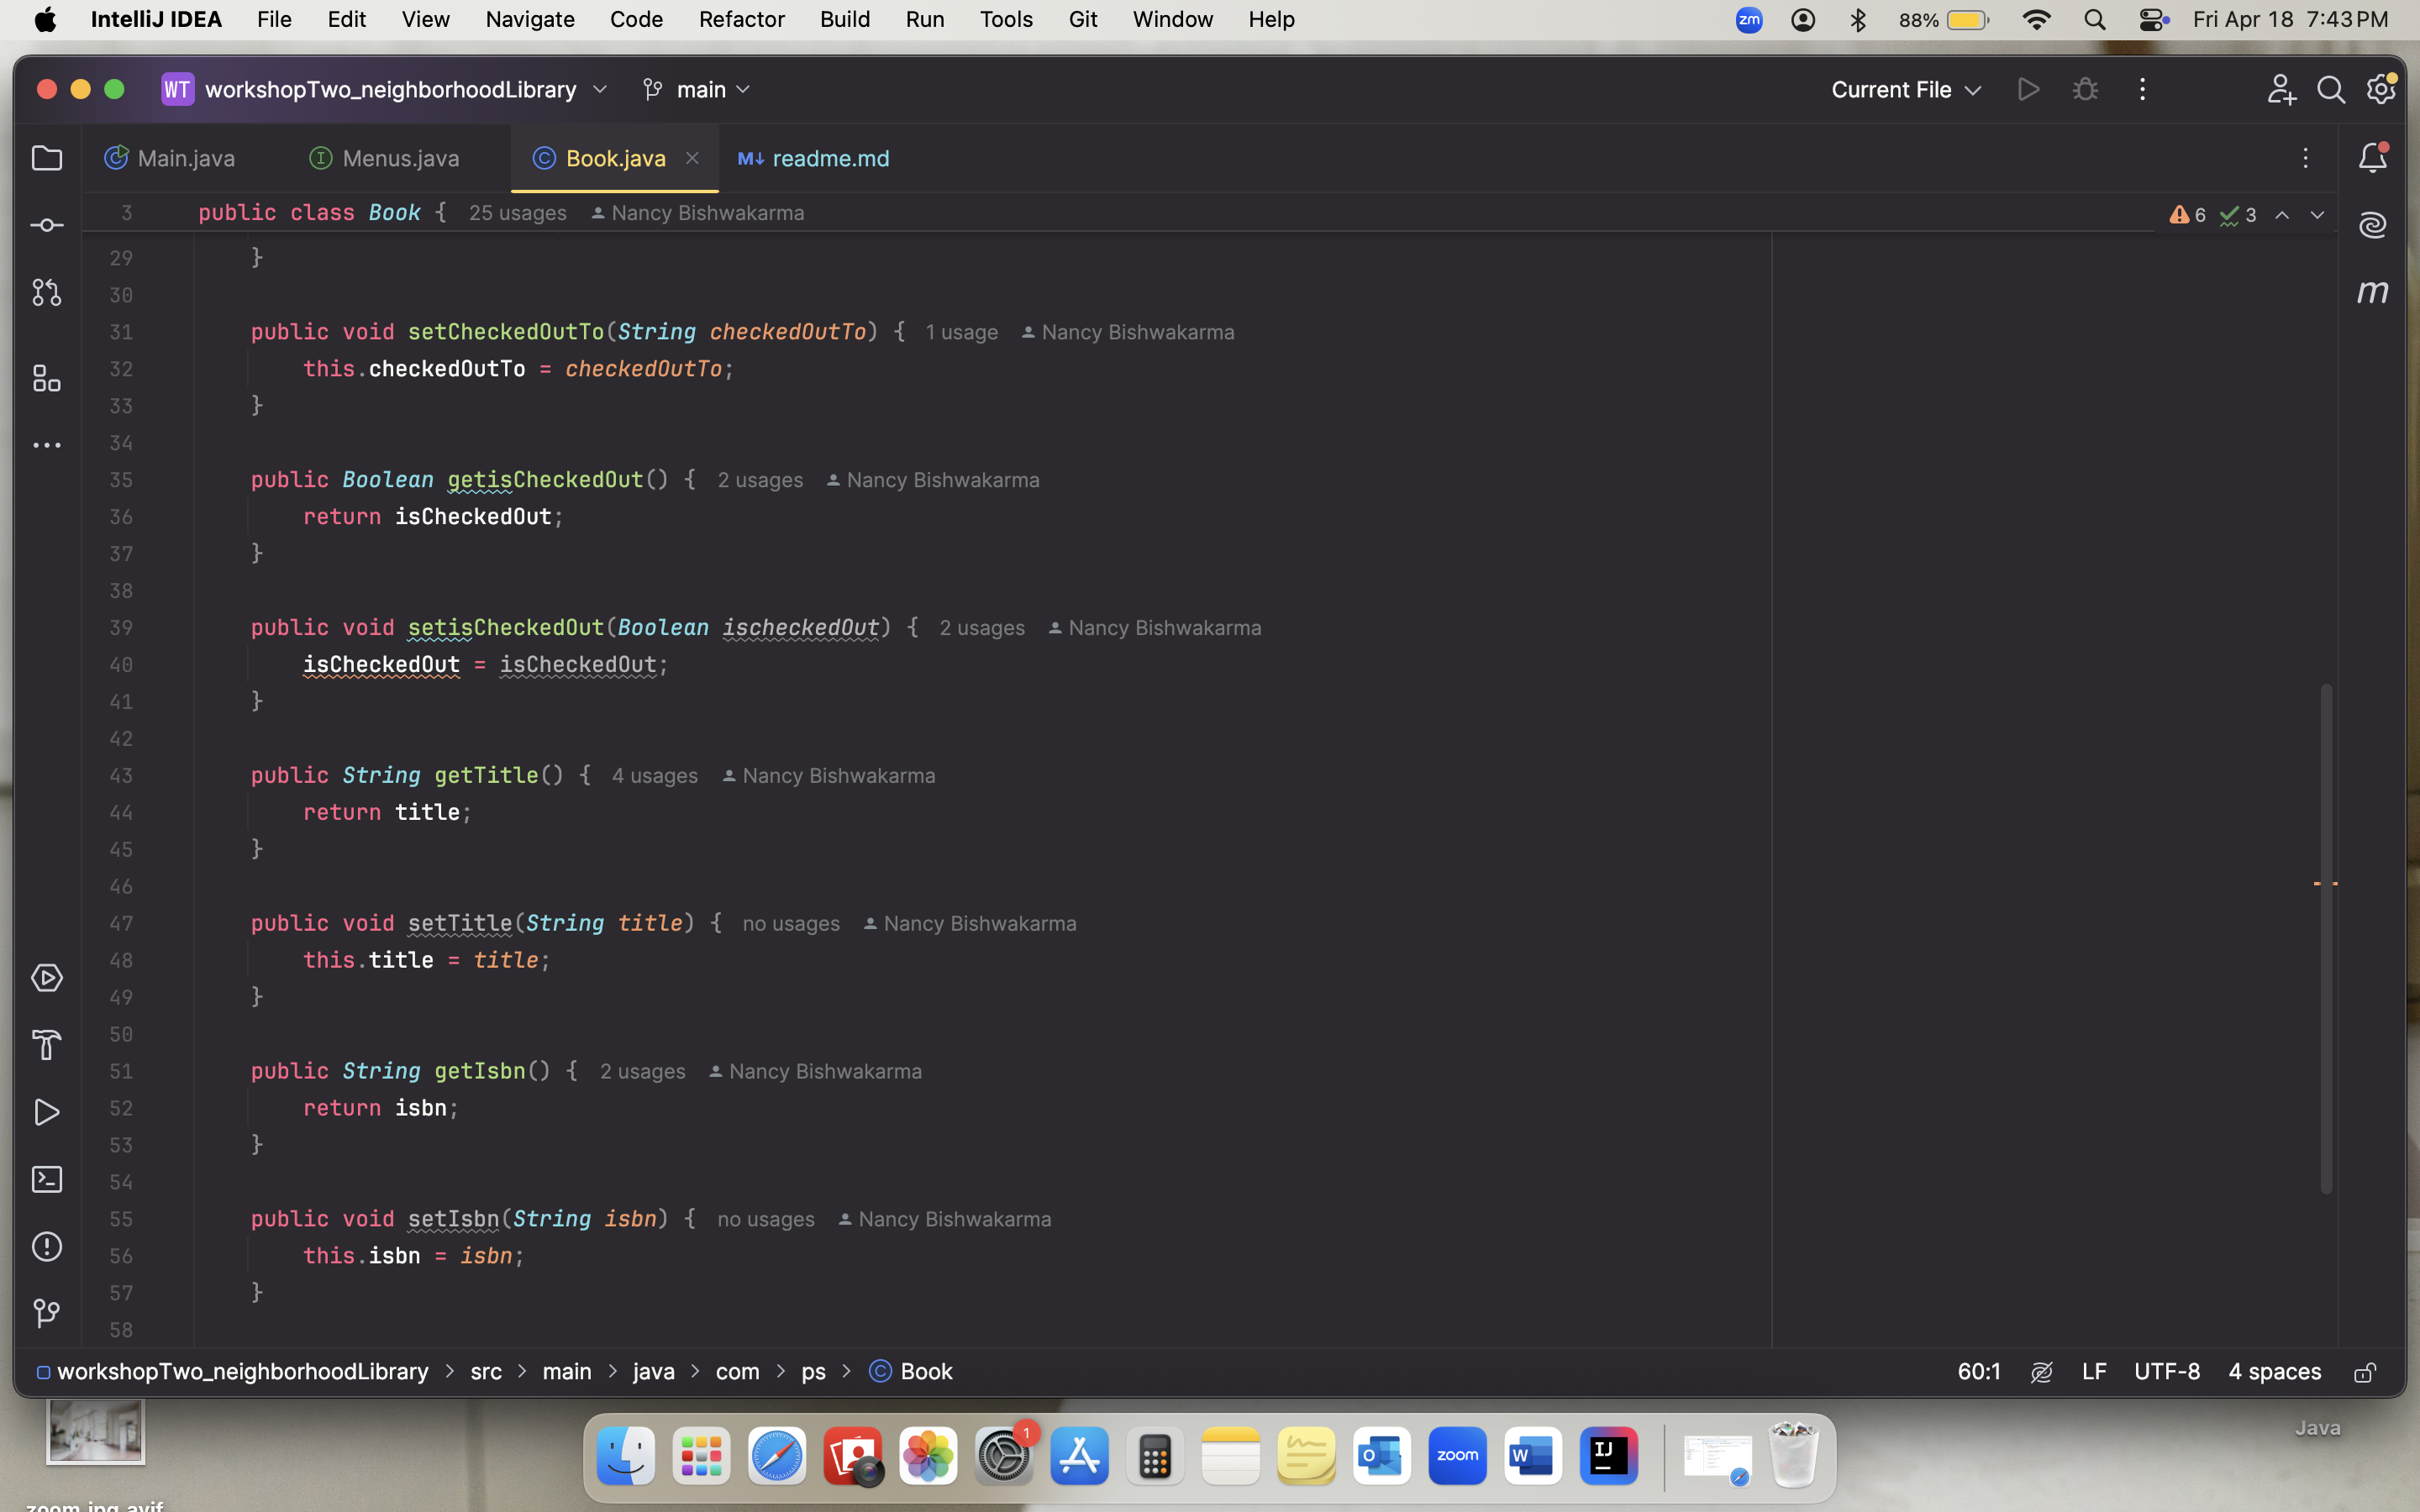 IntelliJ IDEA File Edit View Navigate Code Refactor Build Run Tools Git Window Help zm 88% Fri Apr 18 7:43 PM
WT workshopTwo_neighborhoodLibrary main Current File
Main.java Menus.java Book.java readme.md
3 public class Book { 25 usages Nancy Bishwakarma 6 3
29 }
30
31 public void setCheckedOutTo(String checkedOutTo) { 1 usage Nancy Bishwakarma
32 this.checkedOutTo = checkedOutTo;
33 }
34
35 public Boolean getisCheckedOut() { 2 usages Nancy Bishwakarma
36 return isCheckedOut;
37 }
38
39 public void setisCheckedOut(Boolean ischeckedOut) { 2 usages Nancy Bishwakarma
40 isCheckedOut = isCheckedOut;
41 }
42
43 public String getTitle() { 4 usages Nancy Bishwakarma
44 return title;
45 }
46
47 public void setTitle(String title) { no usages Nancy Bishwakarma
48 this.title = title;
49 }
50
51 public String getIsbn() { 2 usages Nancy Bishwakarma
52 return isbn;
53 }
54
55 public void setIsbn(String isbn) { no usages Nancy Bishwakarma
56 this.isbn = isbn;
57 }
58
workshopTwo_neighborhoodLibrary > src > main > java > com > ps > Book 60:1 LF UTF-8 4 spaces
Java
1
zoom
zoom.jpg.avif